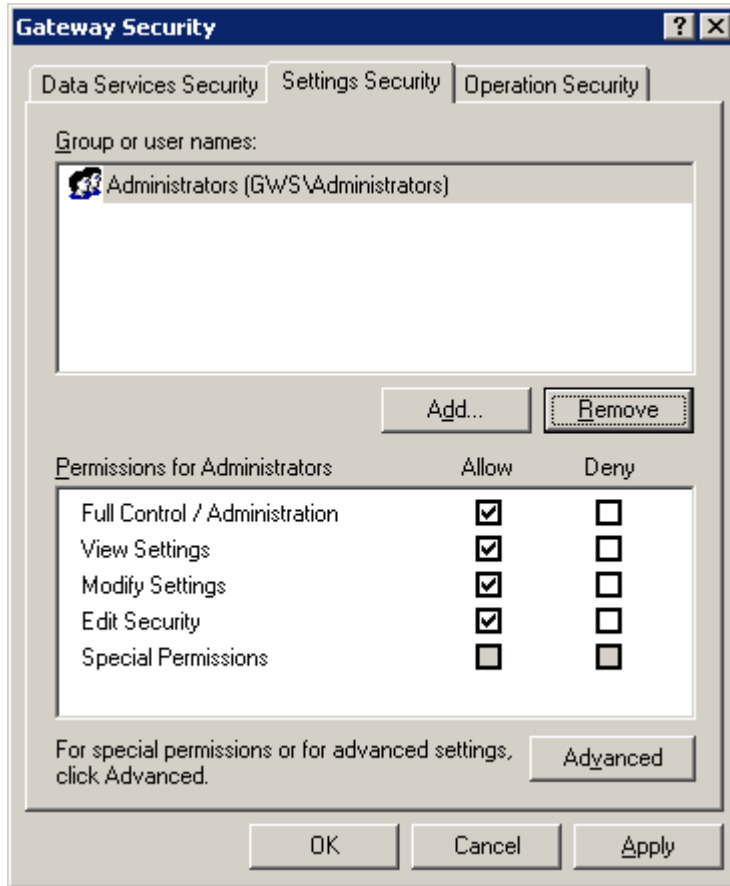 Gateway Security
Data Services Security Settings Security Operation Security
Group or user names:
Administrators (GWS\Administrators)
Add... Remove
Permissions for Administrators Allow Deny
Full Control / Administration
View Settings
Modify Settings
Edit Security
Special Permissions
For special permissions or for advanced settings,
click Advanced.
Advanced
OK Cancel Apply